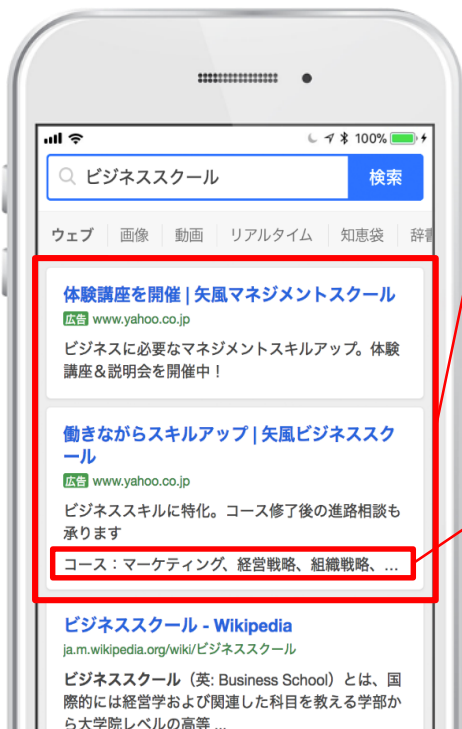 100%
ビジネススクール
検索
ウェブ 画像 動画 リアルタイム 知恵袋 辞書
体験講座を開催 | 矢風マネジメントスクール
広告 www.yahoo.co.jp
ビジネスに必要なマネジメントスキルアップ。体験
講座&説明会を開催中！
働きながらスキルアップ | 矢風ビジネススク
ール
広告 www.yahoo.co.jp
ビジネススキルに特化。コース修了後の進路相談も
承ります
コース：マーケティング、経営戦略、組織戦略、...
ビジネススクール - Wikipedia
ja.m.wikipedia.org/wiki/ビジネススクール
ビジネススクール（英: Business School）とは、国
際的には経営学および関連した科目を教える学部か
ら大学院レベルの高等 ...